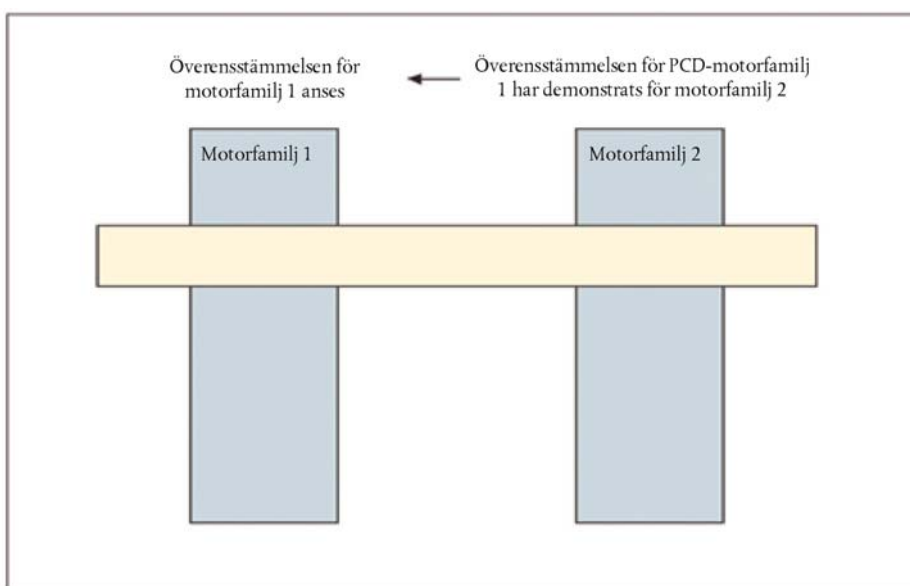 Överensstämmelsen för
motorfamilj 1 anses
Överensstämmelsen för PCD-motorfamilj
1 har demonstrats för motorfamilj 2
Motorfamilj 1
Motorfamilj 2